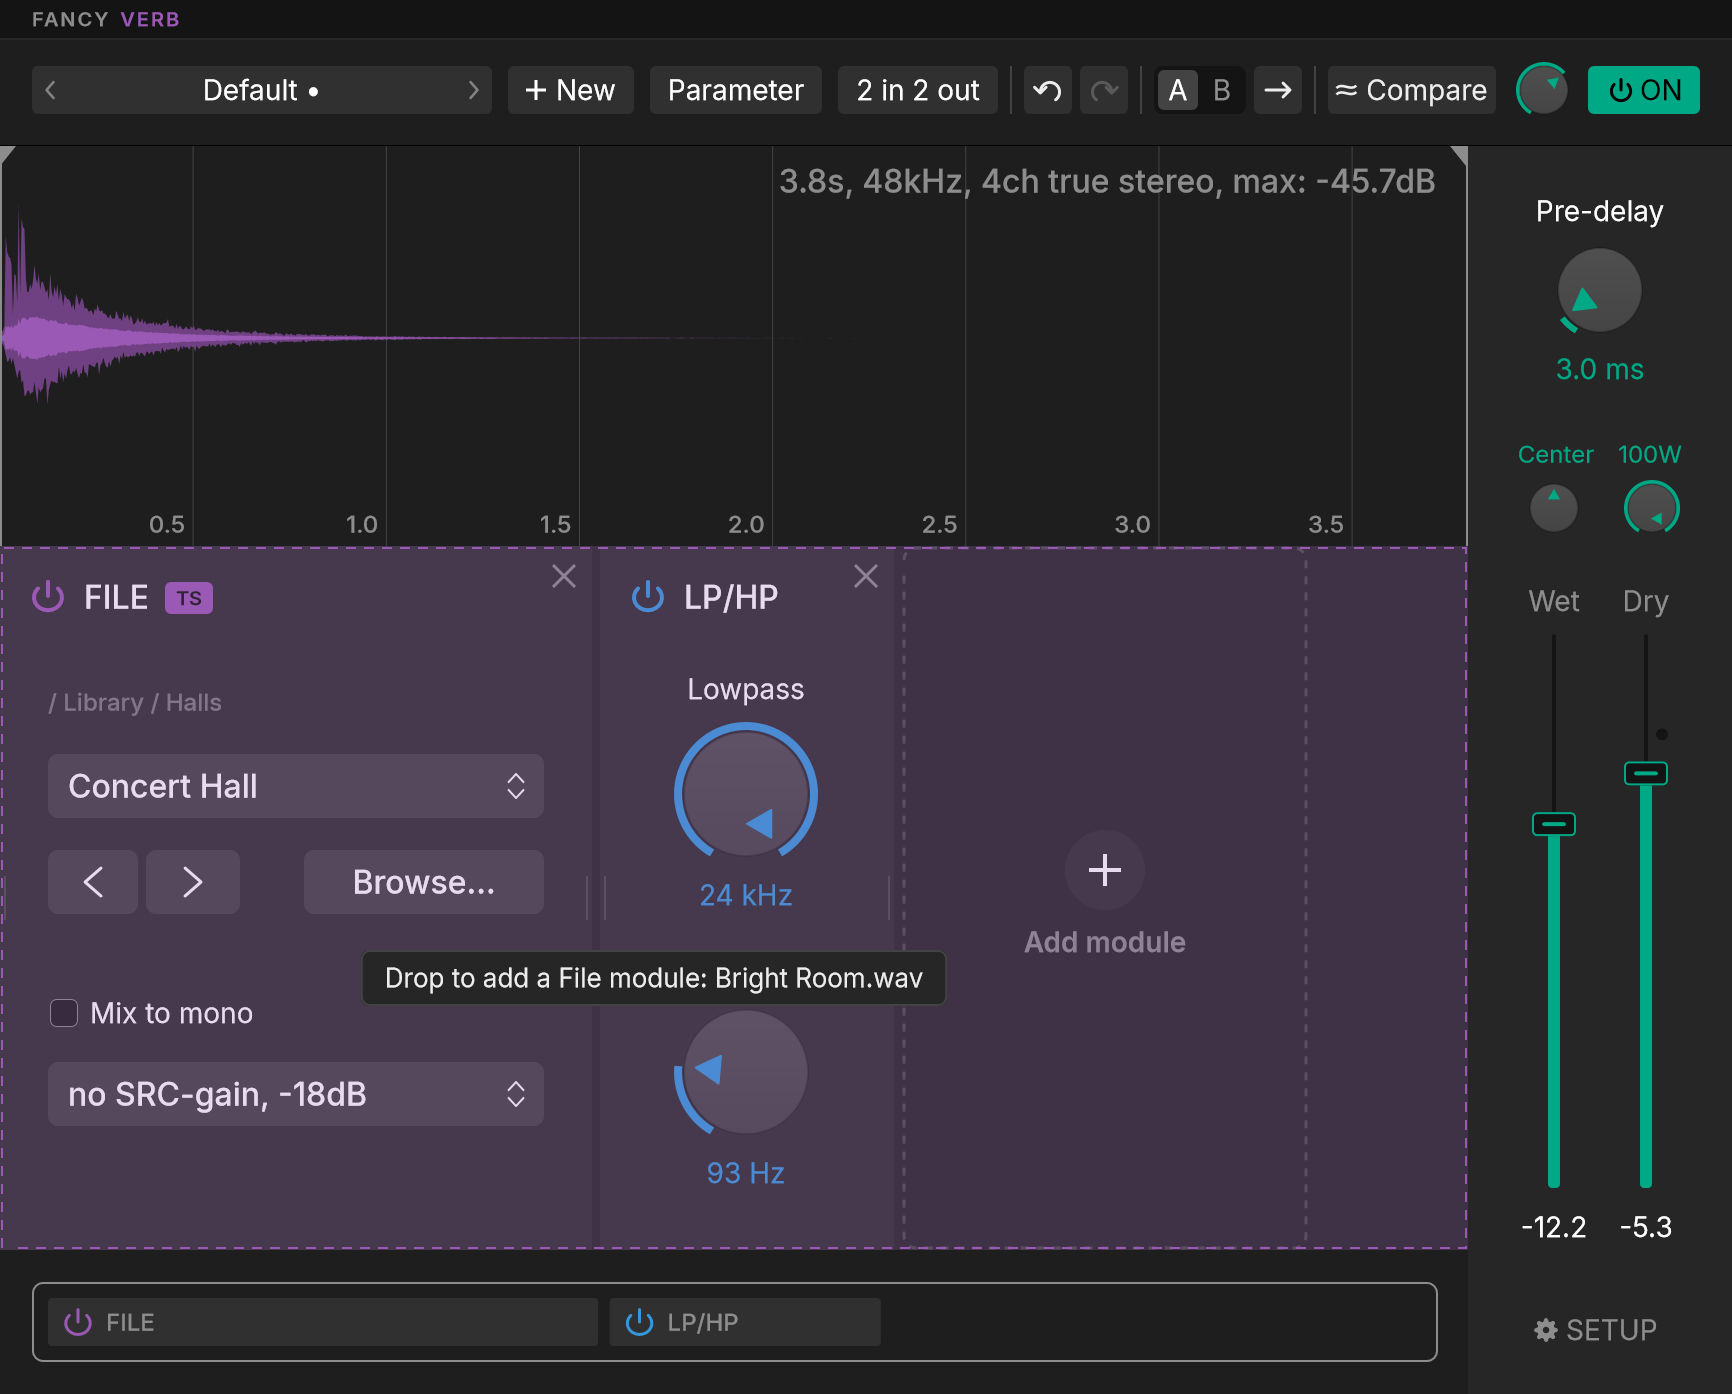 FANCY VERB
Default •
+ New
Parameter
2 in 2 out
A B
≈ Compare
ON
3.8s, 48kHz, 4ch true stereo, max: -45.7dB
0.5 1.0 1.5 2.0 2.5 3.0 3.5
Pre-delay
3.0 ms
Center 100W
Wet Dry
-12.2 -5.3
SETUP
FILE TS
/ Library / Halls
Concert Hall
Browse...
Mix to mono
no SRC-gain, -18dB
LP/HP
Lowpass
24 kHz
Drop to add a File module: Bright Room.wav
93 Hz
Add module
FILE
LP/HP